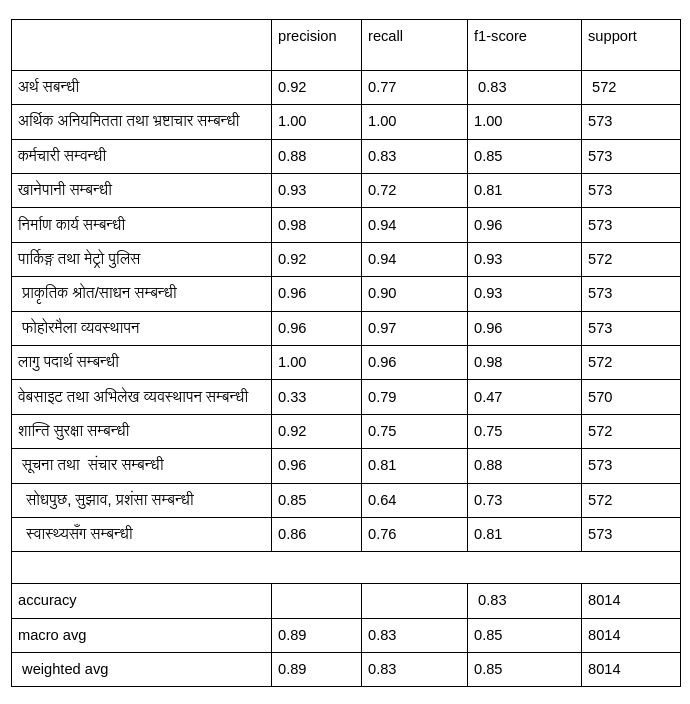 precision recall f1-score support
अर्थ सबन्धी 0.92 0.77 0.83 572
अर्थिक अनियमितता तथा भ्रष्टाचार सम्बन्धी 1.00 1.00 1.00 573
कर्मचारी सम्वन्धी 0.88 0.83 0.85 573
खानेपानी सम्बन्धी 0.93 0.72 0.81 573
निर्माण कार्य सम्बन्धी 0.98 0.94 0.96 573
पार्किङ्ग तथा मेट्रो पुलिस 0.92 0.94 0.93 572
प्राकृतिक श्रोत/साधन सम्बन्धी 0.96 0.90 0.93 573
फोहोरमैला व्यवस्थापन 0.96 0.97 0.96 573
लागु पदार्थ सम्बन्धी 1.00 0.96 0.98 572
वेबसाइट तथा अभिलेख व्यवस्थापन सम्बन्धी 0.33 0.79 0.47 570
शान्ति सुरक्षा सम्बन्धी 0.92 0.75 0.75 572
सूचना तथा संचार सम्बन्धी 0.96 0.81 0.88 573
सोधपुछ, सुझाव, प्रशंसा सम्बन्धी 0.85 0.64 0.73 572
स्वास्थ्यसँग सम्बन्धी 0.86 0.76 0.81 573
accuracy 0.83 8014
macro avg 0.89 0.83 0.85 8014
weighted avg 0.89 0.83 0.85 8014